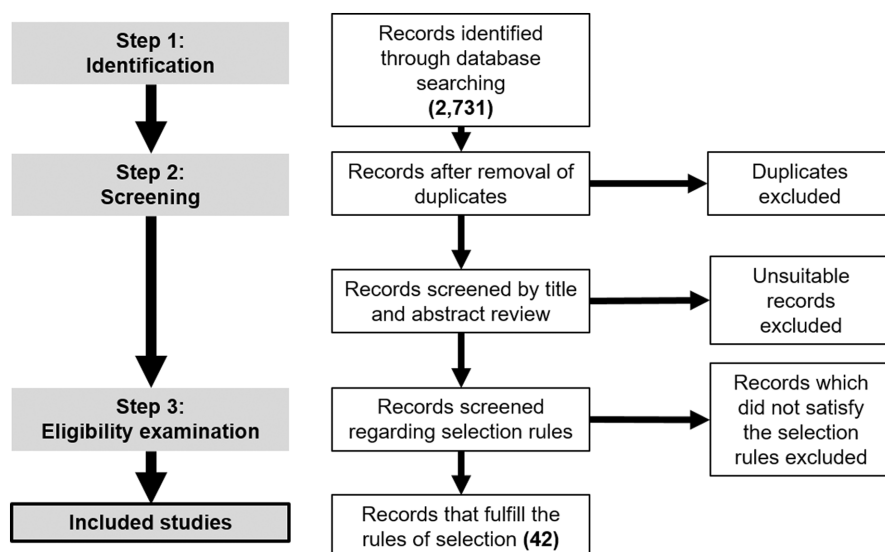 Step 1:
Identification
Records identified
through database
searching
(2,731)
Step 2:
Screening
Records after removal of
duplicates
Duplicates
excluded
Records screened by title
and abstract review
Unsuitable
records
excluded
Step 3:
Eligibility examination
Records screened
regarding selection rules
Records which
did not satisfy
the selection
rules excluded
Included studies
Records that fulfill the
rules of selection (42)